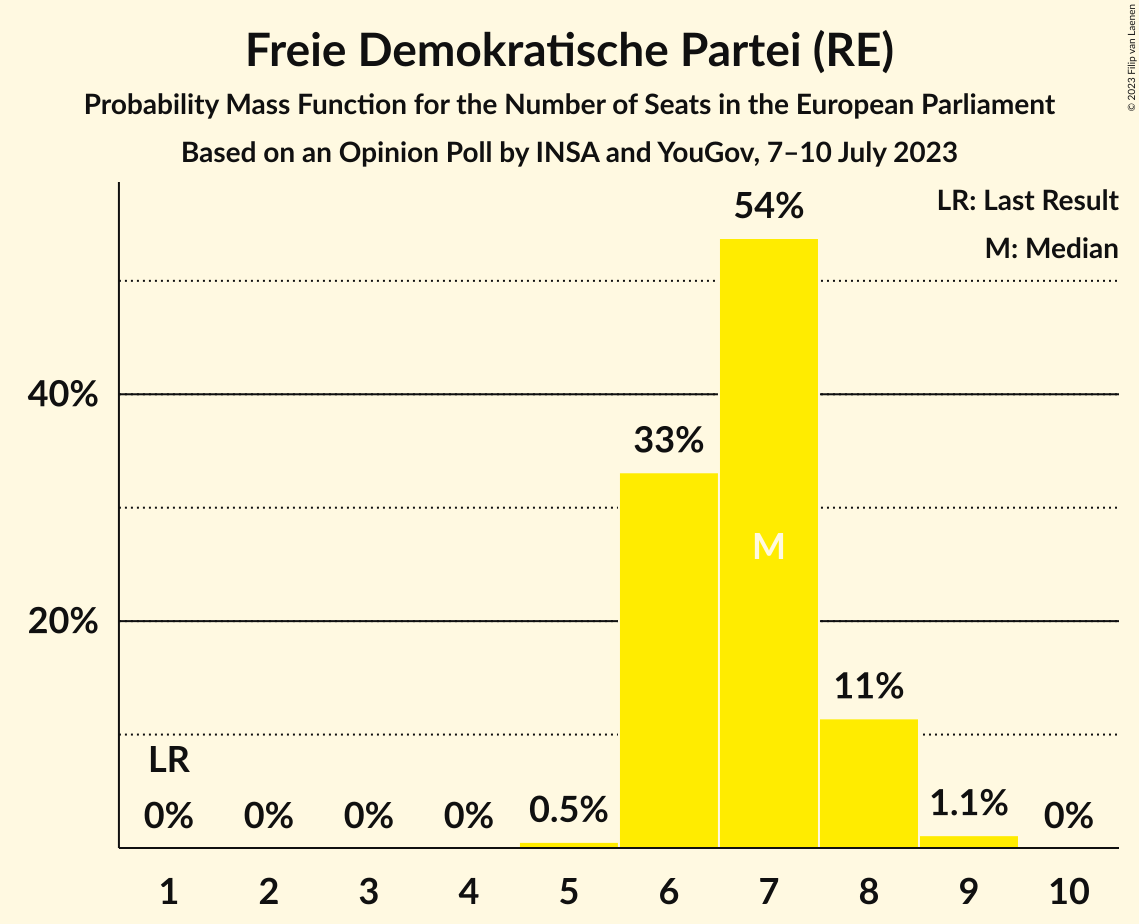 Freie Demokratische Partei (RE)
Probability Mass Function for the Number of Seats in the European Parliament
Based on an Opinion Poll by INSA and YouGov, 7–10 July 2023
© 2023 Filip van Laenen
LR: Last Result
M: Median
54%
40%
33%
M
20%
11%
LR
0% 0% 0% 0% 0.5% 1.1% 0%
1 2 3 4 5 6 7 8 9 10